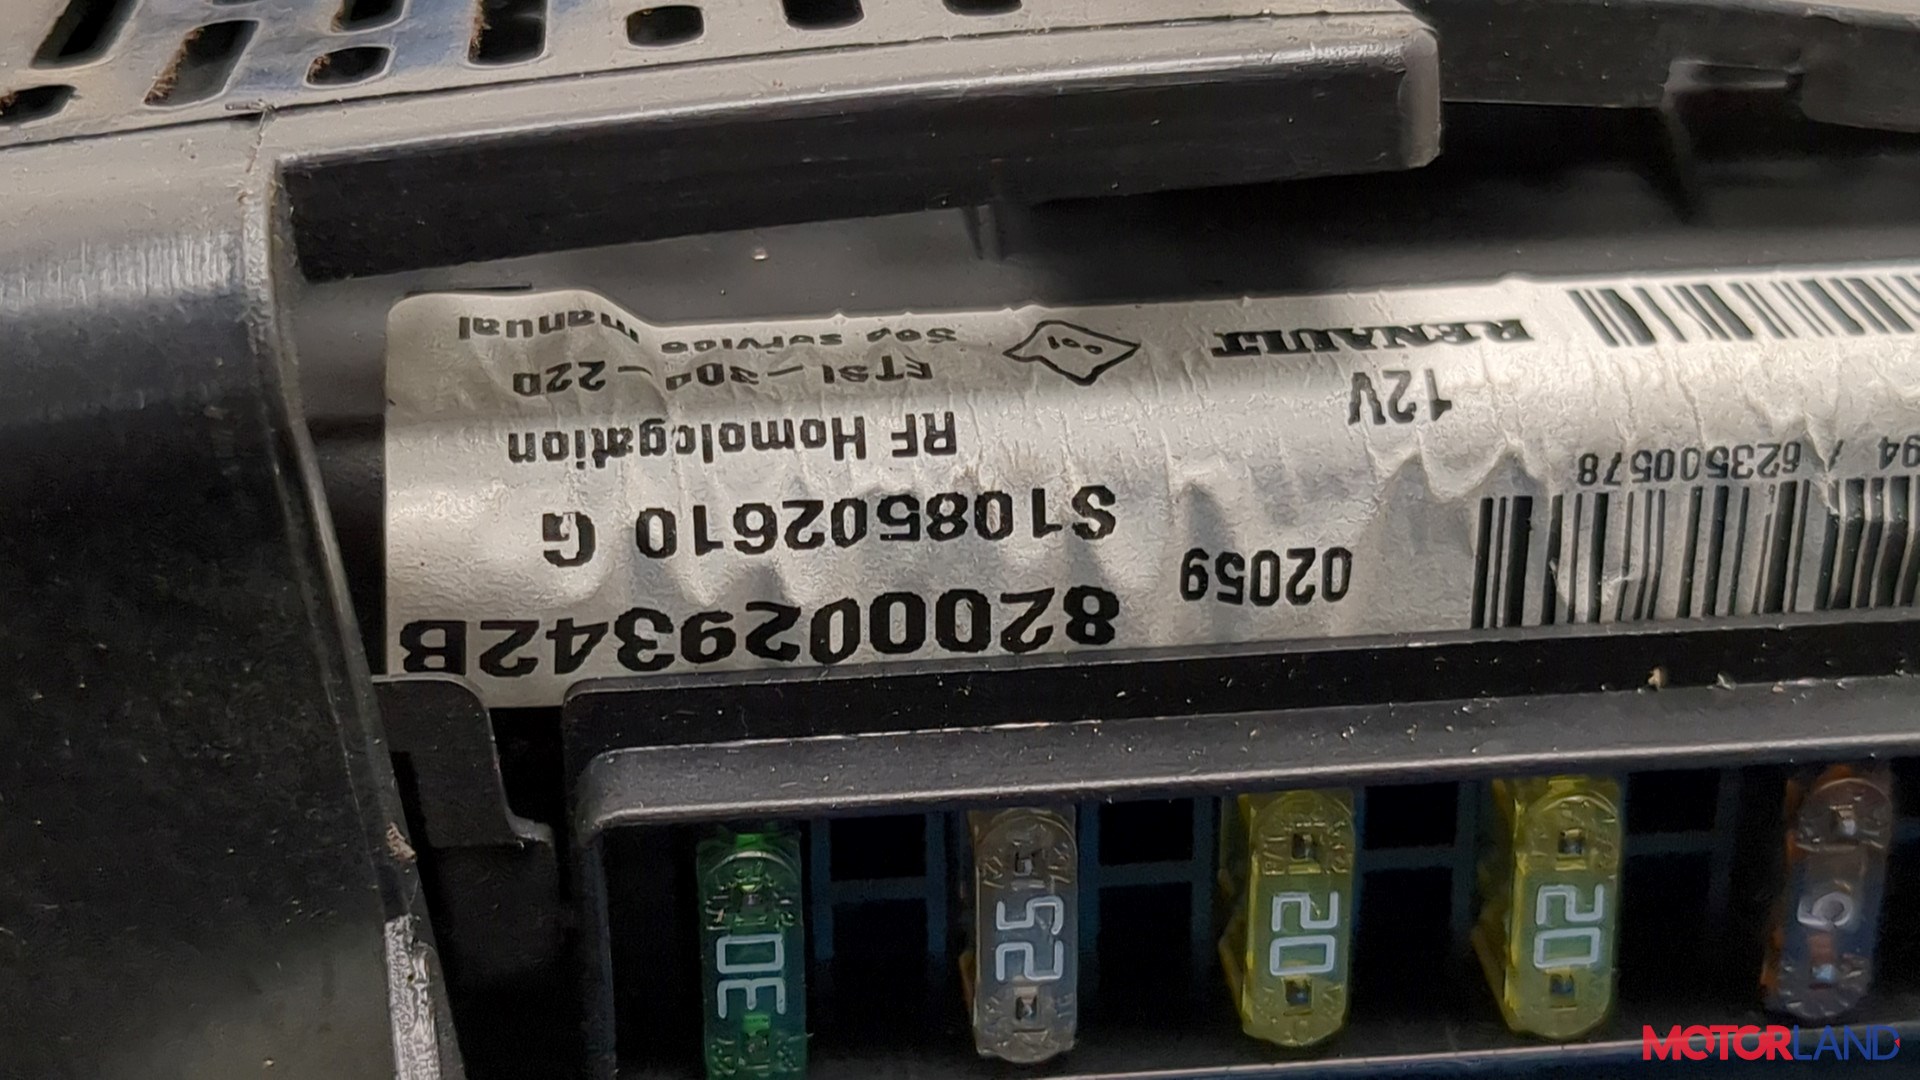 8200029342B
S108502610 G
02059
RF Homologation
ETSI-300-220
See service
manual
12V
RENAULT
/ 623500578
30
25
20
20
5
MOTORLAND